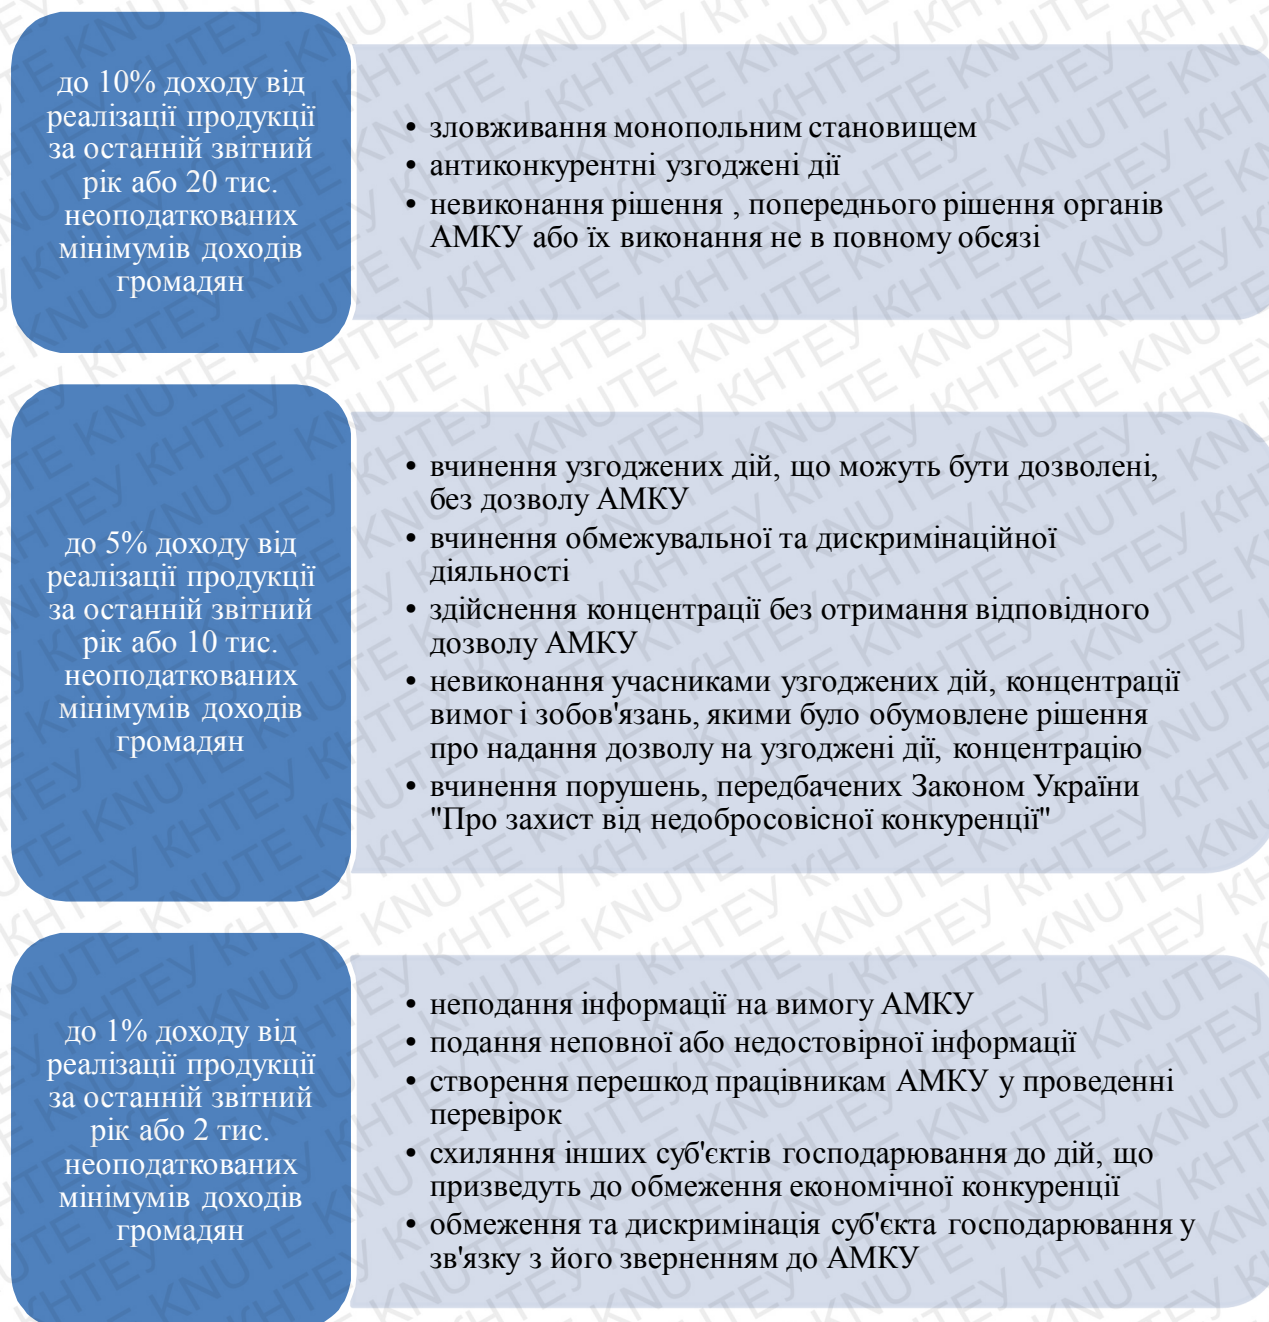 до 10% доходу від
реалізації продукції
за останній звітний
рік або 20 тис.
неоподаткованих
мінімумів доходів
громадян
• зловживання монопольним становищем
• антиконкурентні узгоджені дії
• невиконання рішення , попереднього рішення органів
АМКУ або їх виконання не в повному обсязі
до 5% доходу від
реалізації продукції
за останній звітний
рік або 10 тис.
неоподаткованих
мінімумів доходів
громадян
• вчинення узгоджених дій, що можуть бути дозволені,
без дозволу АМКУ
• вчинення обмежувальної та дискримінаційної
діяльності
• здійснення концентрації без отримання відповідного
дозволу АМКУ
• невиконання учасниками узгоджених дій, концентрації
вимог і зобов'язань, якими було обумовлене рішення
про надання дозволу на узгоджені дії, концентрацію
• вчинення порушень, передбачених Законом України
"Про захист від недобросовісної конкуренції"
до 1% доходу від
реалізації продукції
за останній звітний
рік або 2 тис.
неоподаткованих
мінімумів доходів
громадян
• неподання інформації на вимогу АМКУ
• подання неповної або недостовірної інформації
• створення перешкод працівникам АМКУ у проведенні
перевірок
• схиляння інших суб'єктів господарювання до дій, що
призведуть до обмеження економічної конкуренції
• обмеження та дискримінація суб'єкта господарювання у
зв'язку з його зверненням до АМКУ